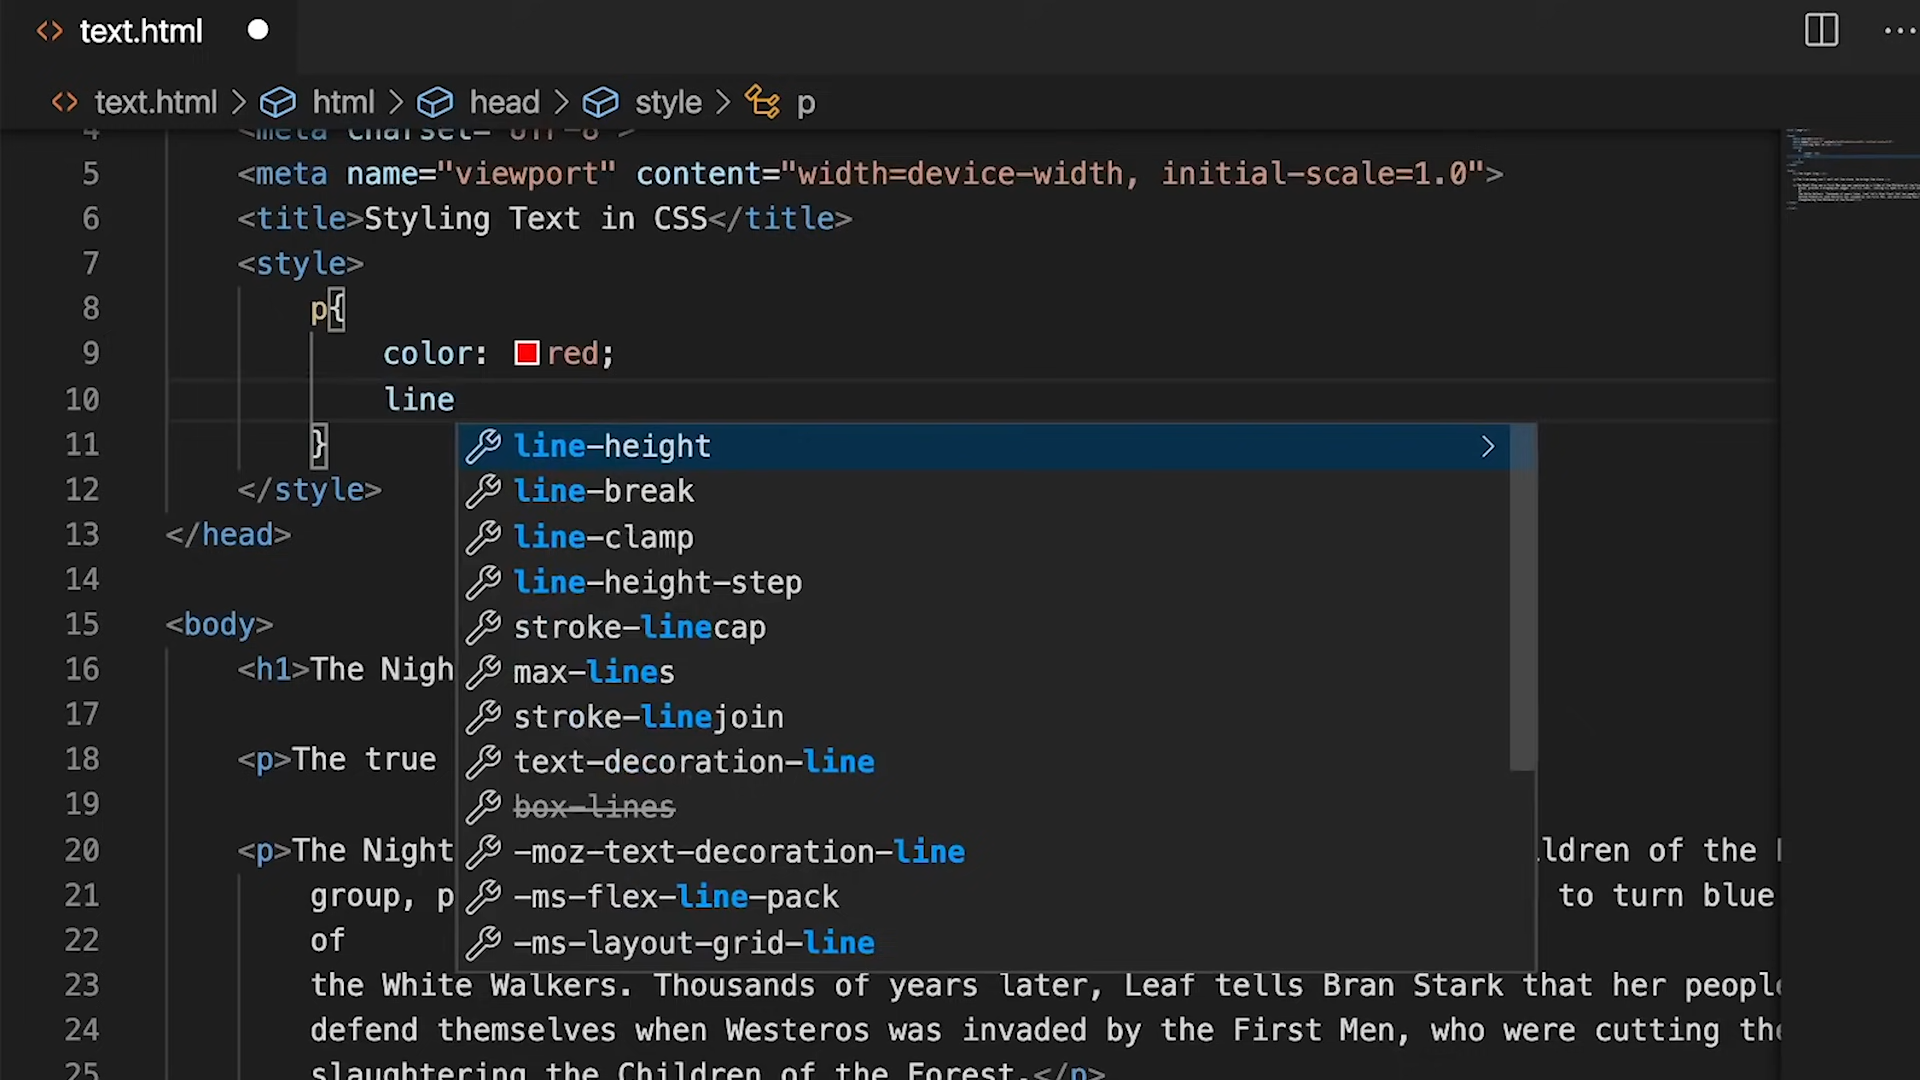 text.html
text.html > html > head > style > p
4 <meta charset="UTF-8">
5 <meta name="viewport" content="width=device-width, initial-scale=1.0">
6 <title>Styling Text in CSS</title>
7 <style>
8 p{
9 color: red;
10 line
11 }
line-height
12 </style>
line-break
13 </head>
line-clamp
14
line-height-step
15 <body>
stroke-linecap
16 <h1>The Nigh
max-lines
17
stroke-linejoin
18 <p>The true
text-decoration-line
19
box-lines
20 <p>The Night
-moz-text-decoration-line
ldren of the
21 group, p
-ms-flex-line-pack
to turn blue
22 of
-ms-layout-grid-line
23 the White Walkers. Thousands of years later, Leaf tells Bran Stark that her people
24 defend themselves when Westeros was invaded by the First Men, who were cutting the
25 slaughtering the Children of the Forest.</p>